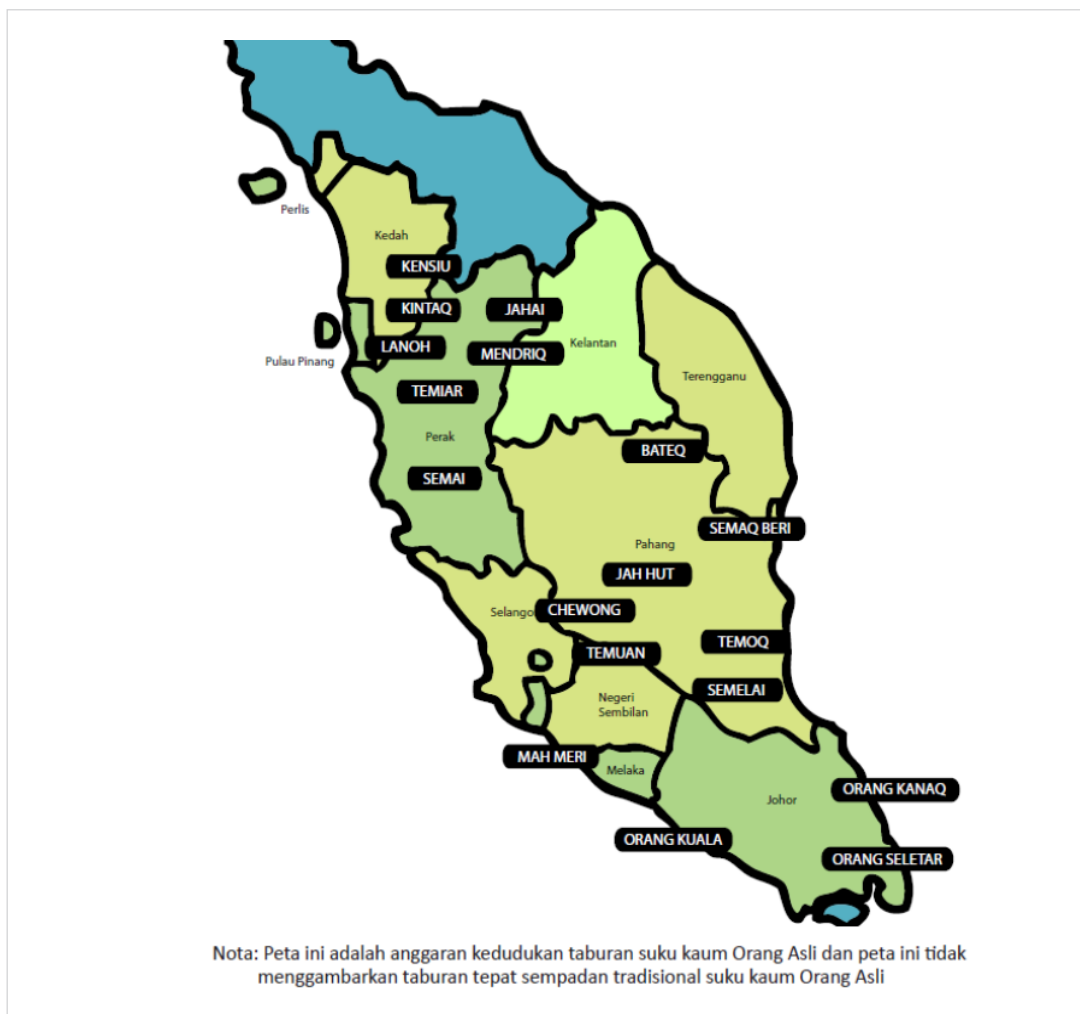 Perlis
Kedah
KENSIU
KINTAQ
JAHAI
LANOH
MENDRIQ
Kelantan
Pulau Pinang
Terengganu
TEMIAR
Perak
BATEQ
SEMAI
SEMAQ BERI
Pahang
JAH HUT
Selango
CHEWONG
TEMUAN
TEMOQ
SEMELAI
Negeri
Sembilan
MAH MERI
Melaka
ORANG KANAQ
Johor
ORANG KUALA
ORANG SELETAR
Nota: Peta ini adalah anggaran kedudukan taburan suku kaum Orang Asli dan peta ini tidak
menggambarkan taburan tepat sempadan tradisional suku kaum Orang Asli